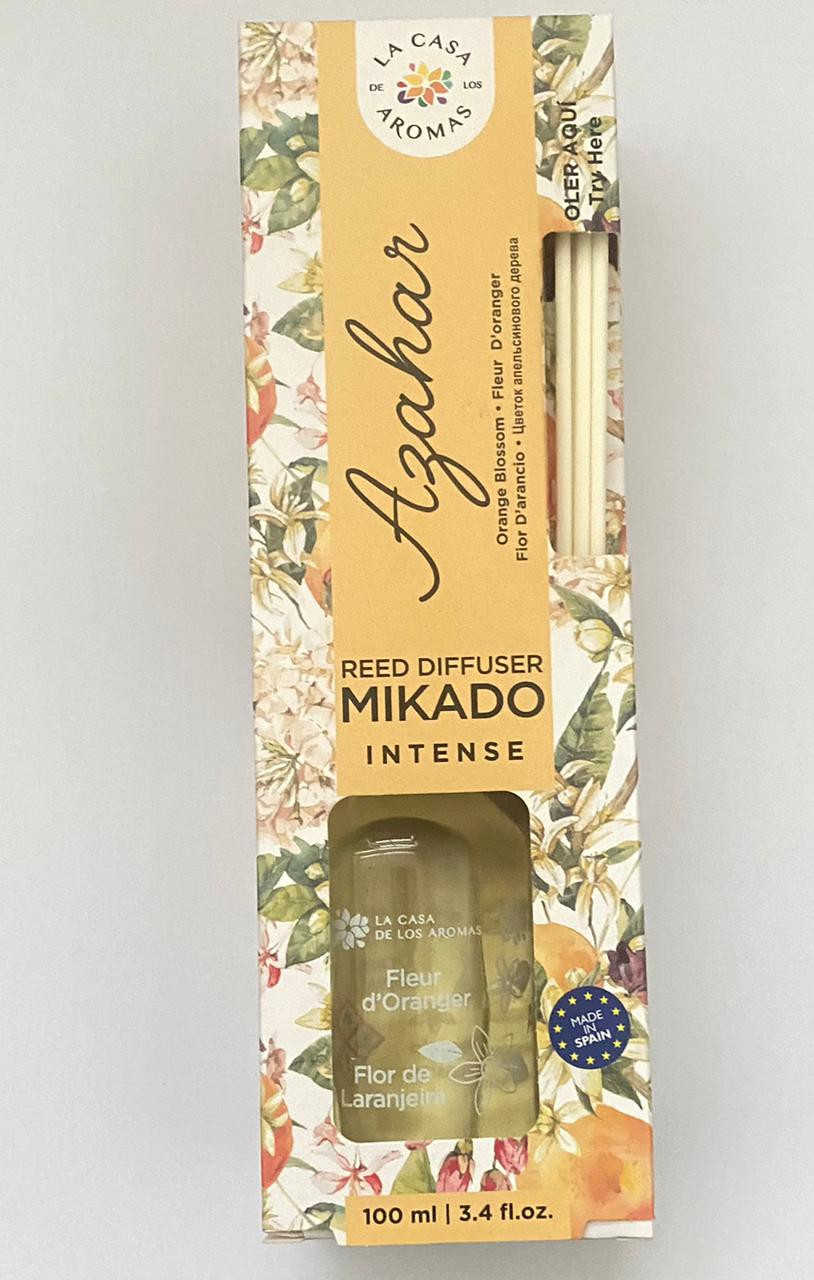 LA CASA
DE LOS
AROMAS
OLER AQUÍ
Try Here
Azahar
Orange Blossom • Fleur D'oranger
Fior D'arancio • Цветок апельсинового дерева
REED DIFFUSER
MIKADO
INTENSE
LA CASA
DE LOS AROMAS
Fleur
d'Oranger
Flor de
Laranjeira
MADE
IN
SPAIN
100 ml | 3.4 fl.oz.